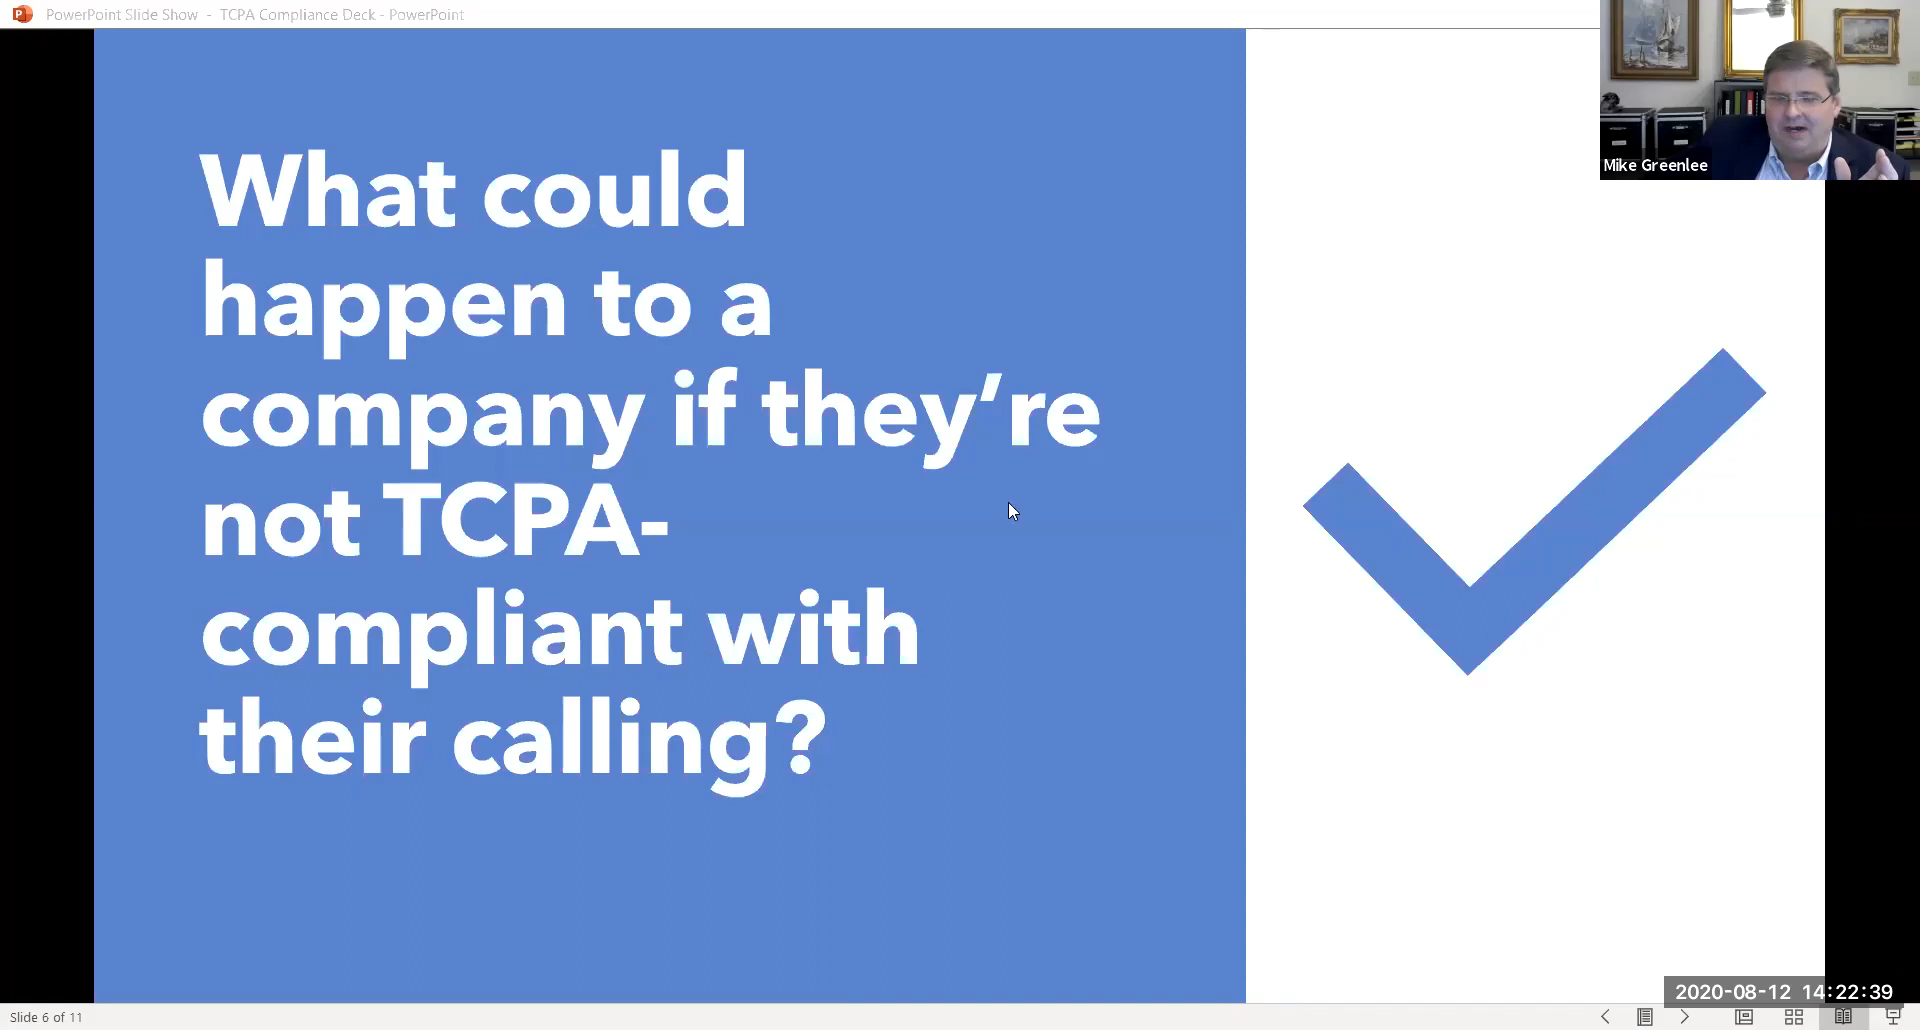 PowerPoint Slide Show - TCPA Compliance Deck - PowerPoint
Mike Greenlee
What could
happen to a
company if they’re
not TCPA-
compliant with
their calling?
2020-08-12 14:22:39
Slide 6 of 11